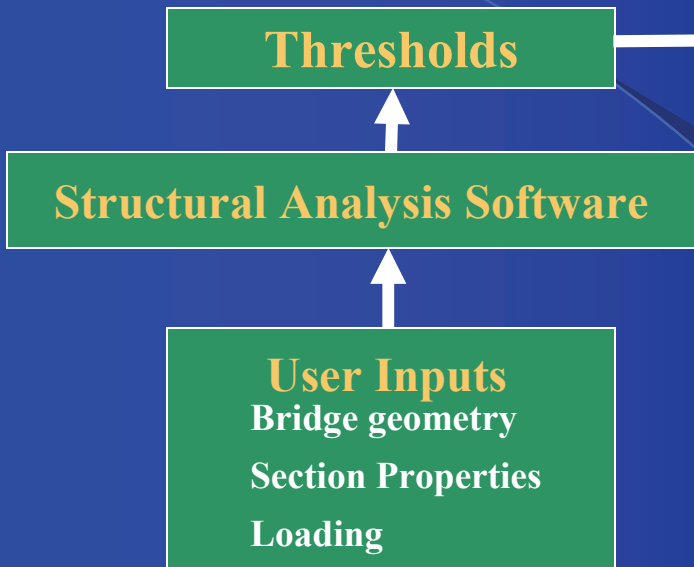 Thresholds
Structural Analysis Software
User Inputs
Bridge geometry
Section Properties
Loading